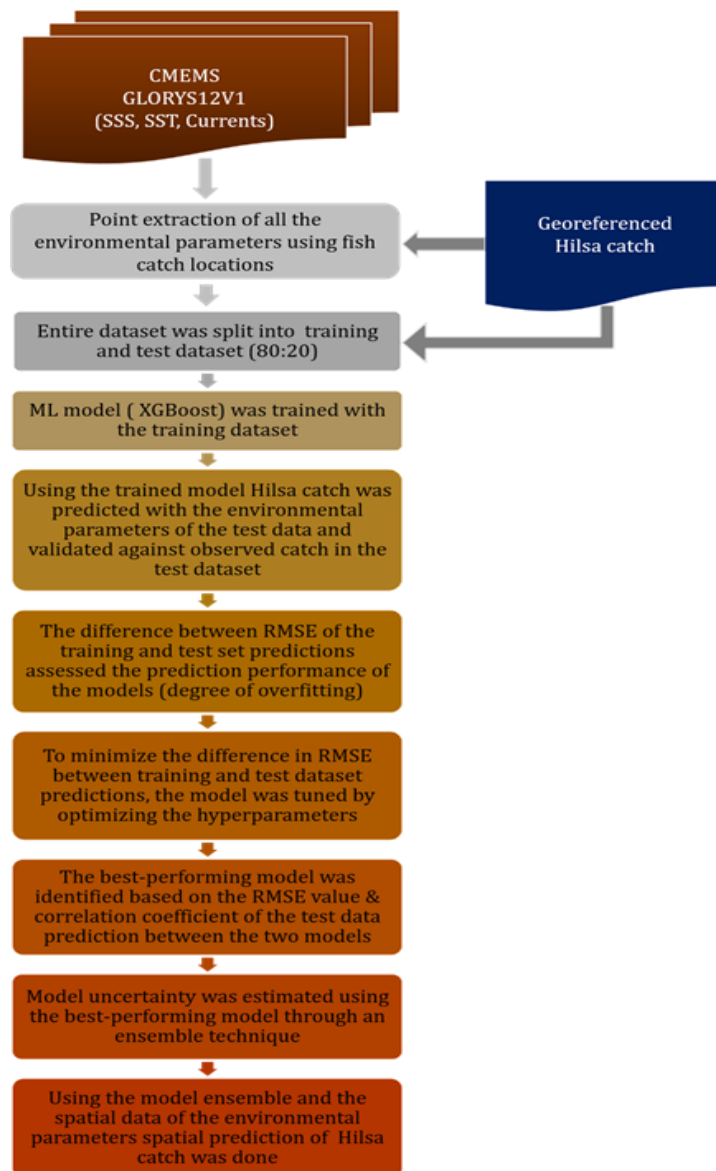 CMEMS
GLORYS12V1
(SSS, SST, Currents)
Point extraction of all the
environmental parameters using fish
catch locations
Georeferenced
Hilsa catch
Entire dataset was split into training
and test dataset (80:20)
ML model ( XGBoost) was trained with
the training dataset
Using the trained model Hilsa catch was
predicted with the environmental
parameters of the test data and
validated against observed catch in the
test dataset
The difference between RMSE of the
training and test set predictions
assessed the prediction performance of
the models (degree of overfitting)
To minimize the difference in RMSE
between training and test dataset
predictions, the model was tuned by
optimizing the hyperparameters
The best-performing model was
identified based on the RMSE value &
correlation coefficient of the test data
prediction between the two models
Model uncertainty was estimated using
the best-performing model through an
ensemble technique
Using the model ensemble and the
spatial data of the environmental
parameters spatial prediction of Hilsa
catch was done